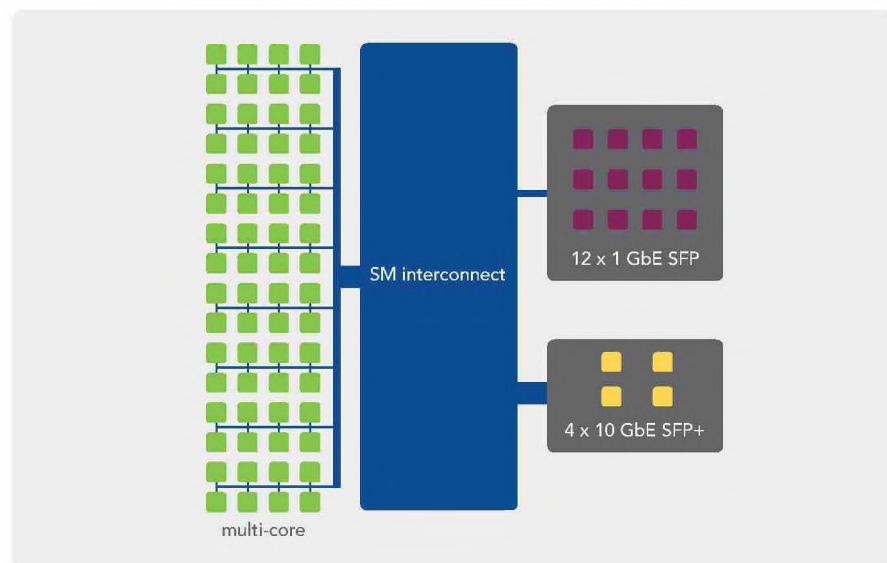 12 x 1 GbE SFP
SM interconnect
4 x 10 GbE SFP+
multi-core